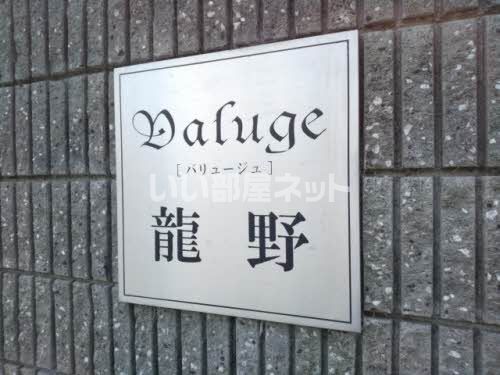 Valuge
[バリュージュ]
いい部屋ネット
龍野